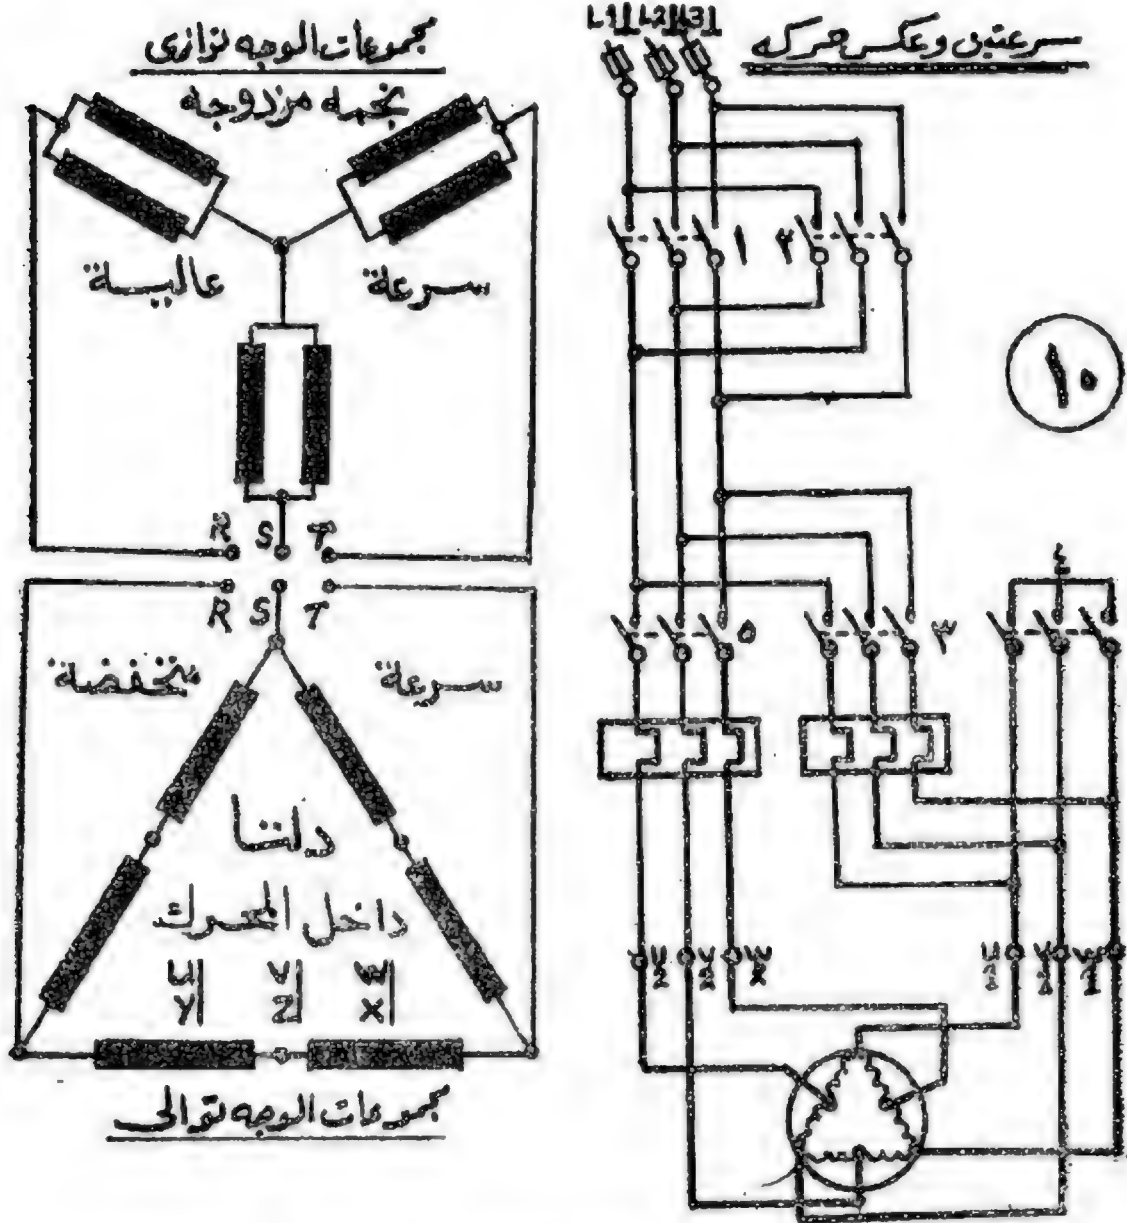 سرعتين وعكس حركه
L1 L2 L3
١ ٢
١٠
٥ ٣ ٤
مجموعات الوجه توازى
نجمه مزدوجه
سرعة عالية
R S T
R S T
سرعة منخفضة
دلتا
داخل المحرك
U V W
Y Z X
مجموعات الوجه توالى